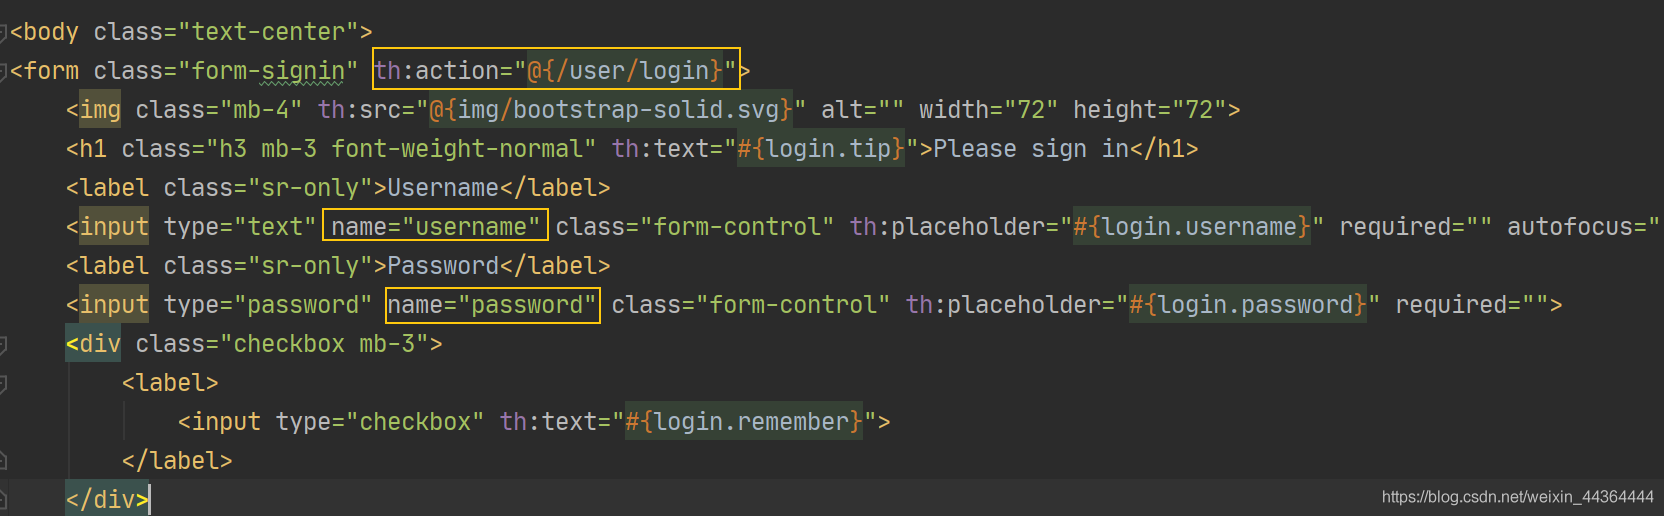 <body class="text-center">
<form class="form-signin" th:action="@{/user/login}">
<img class="mb-4" th:src="@{img/bootstrap-solid.svg}" alt="" width="72" height="72">
<h1 class="h3 mb-3 font-weight-normal" th:text="#{login.tip}">Please sign in</h1>
<label class="sr-only">Username</label>
<input type="text" name="username" class="form-control" th:placeholder="#{login.username}" required="" autofocus="
<label class="sr-only">Password</label>
<input type="password" name="password" class="form-control" th:placeholder="#{login.password}" required="">
<div class="checkbox mb-3">
<label>
<input type="checkbox" th:text="#{login.remember}">
</label>
</div>
https://blog.csdn.net/weixin_44364444